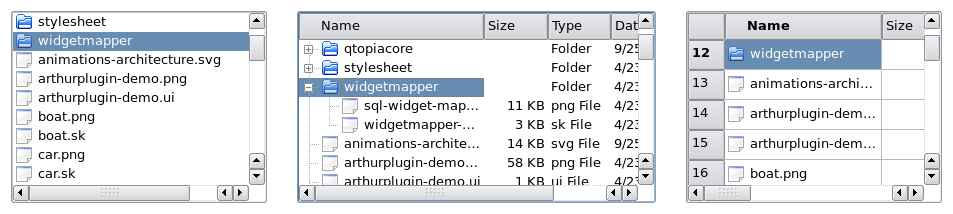 stylesheet
widgetmapper
animations-architecture.svg
arthurplugin-demo.png
arthurplugin-demo.ui
boat.png
boat.sk
car.png
car.sk
Name Size Type Dat
qtopiacore Folder 9/25
stylesheet Folder 4/23
widgetmapper Folder 4/23
sql-widget-map... 11 KB png File 4/23
widgetmapper-... 3 KB sk File 4/23
animations-archite... 14 KB svg File 9/25
arthurplugin-demo... 58 KB png File 4/23
arthurplugin-demo.ui 1 KB ui File 4/23
Name Size
12 widgetmapper
13 animations-archi...
14 arthurplugin-dem...
15 arthurplugin-dem...
16 boat.png